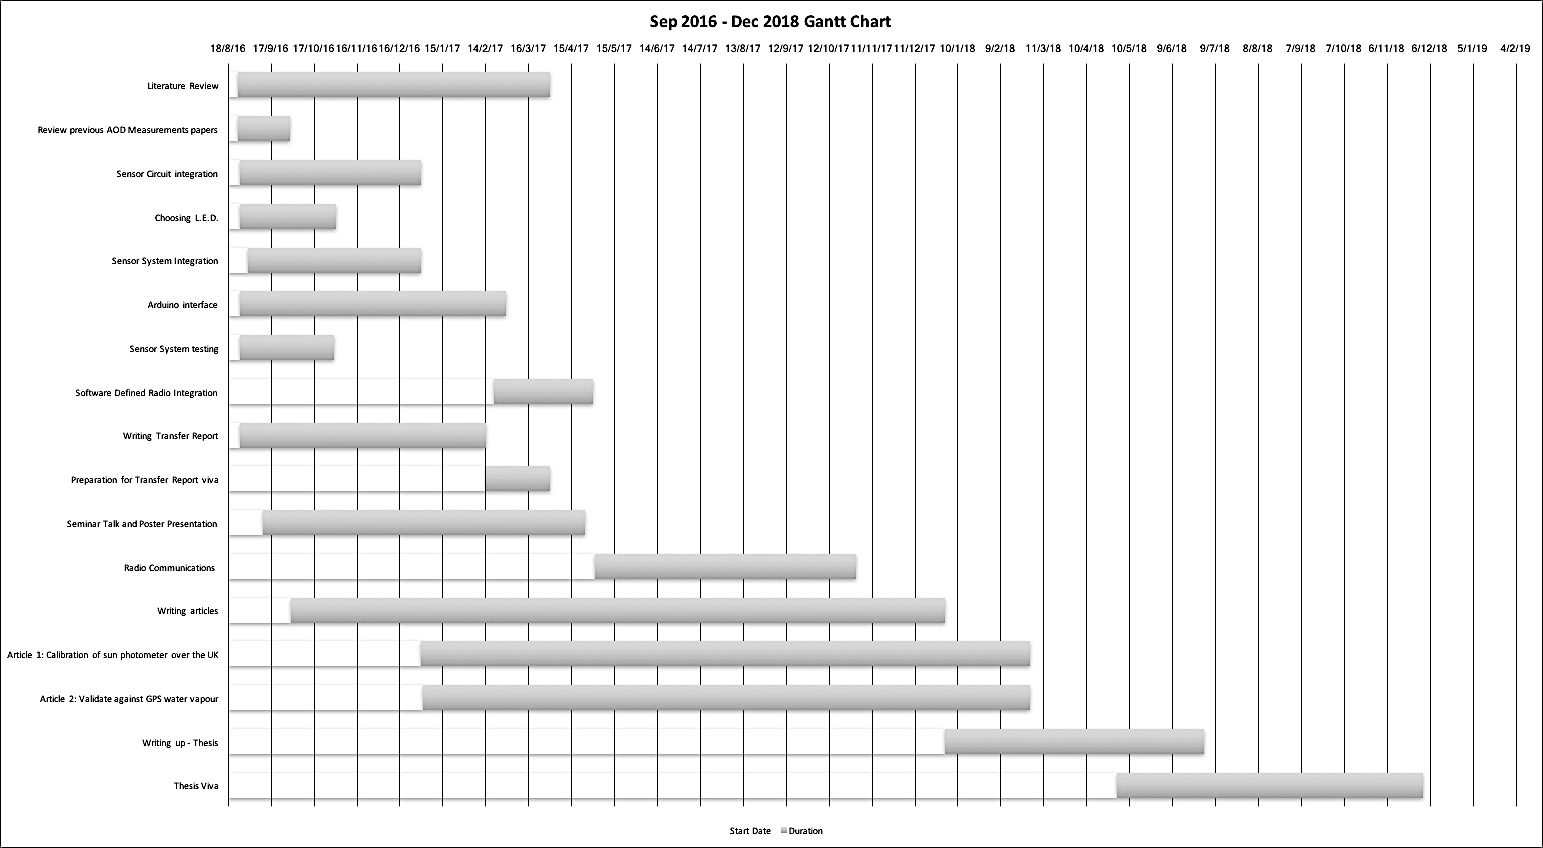 Sep 2016 - Dec 2018 Gantt Chart
18/8/16 17/9/16 17/10/16 16/11/16 16/12/16 15/1/17 14/2/17 16/3/17 15/4/17 15/5/17 14/6/17 14/7/17 13/8/17 12/9/17 12/10/17 11/11/17 11/12/17 10/1/18 9/2/18 11/3/18 10/4/18 10/5/18 9/6/18 9/7/18 8/8/18 7/9/18 7/10/18 6/11/18 6/12/18 5/1/19 4/2/19
Literature Review
Review previous AOD Measurements papers
Sensor Circuit integration
Choosing L.E.D.
Sensor System Integration
Arduino interface
Sensor System testing
Software Defined Radio Integration
Writing Transfer Report
Preparation for Transfer Report viva
Seminar Talk and Poster Presentation
Radio Communications
Writing articles
Article 1: Calibration of sun photometer over the UK
Article 2: Validate against GPS water vapour
Writing up - Thesis
Thesis Viva
Start Date Duration